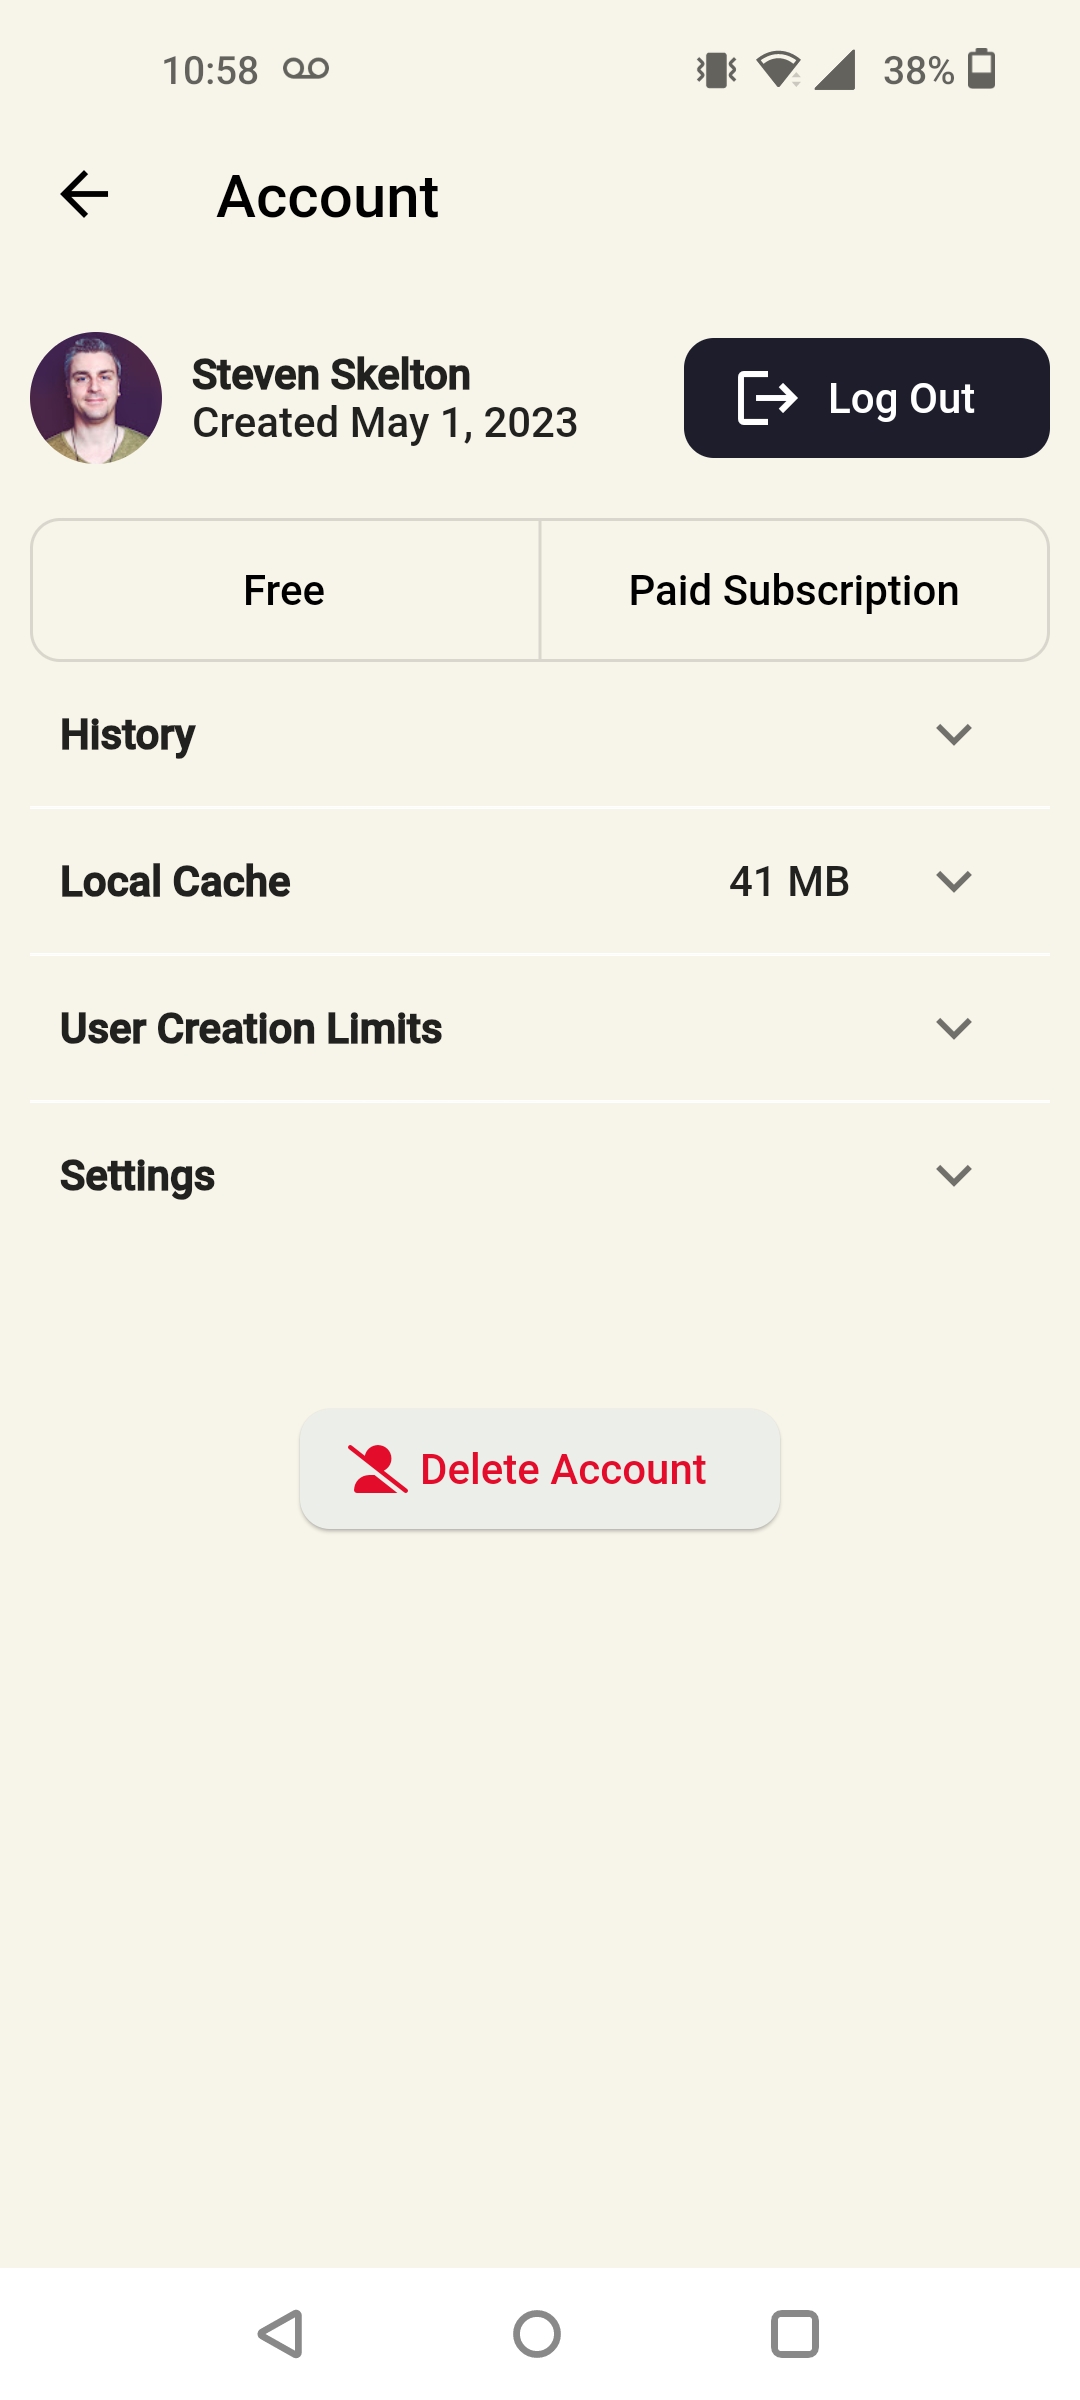 10:58
38%
Account
Steven Skelton
Created May 1, 2023
Log Out
Free
Paid Subscription
History
Local Cache
41 MB
User Creation Limits
Settings
Delete Account